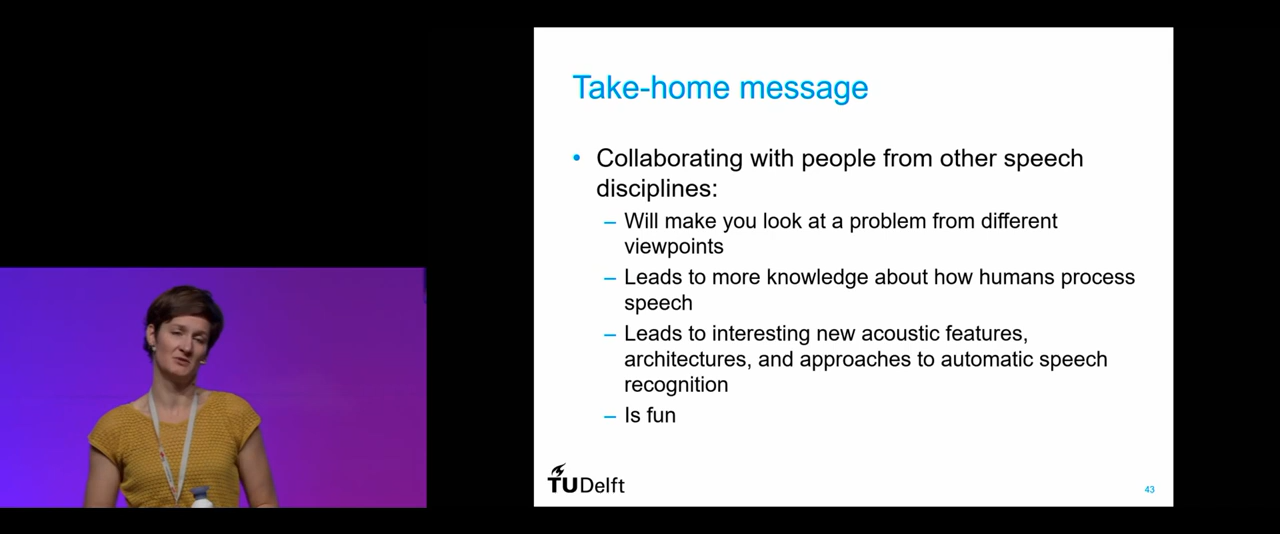 Take-home message
• Collaborating with people from other speech
disciplines:
– Will make you look at a problem from different
viewpoints
– Leads to more knowledge about how humans process
speech
– Leads to interesting new acoustic features,
architectures, and approaches to automatic speech
recognition
– Is fun
TUDelft
43